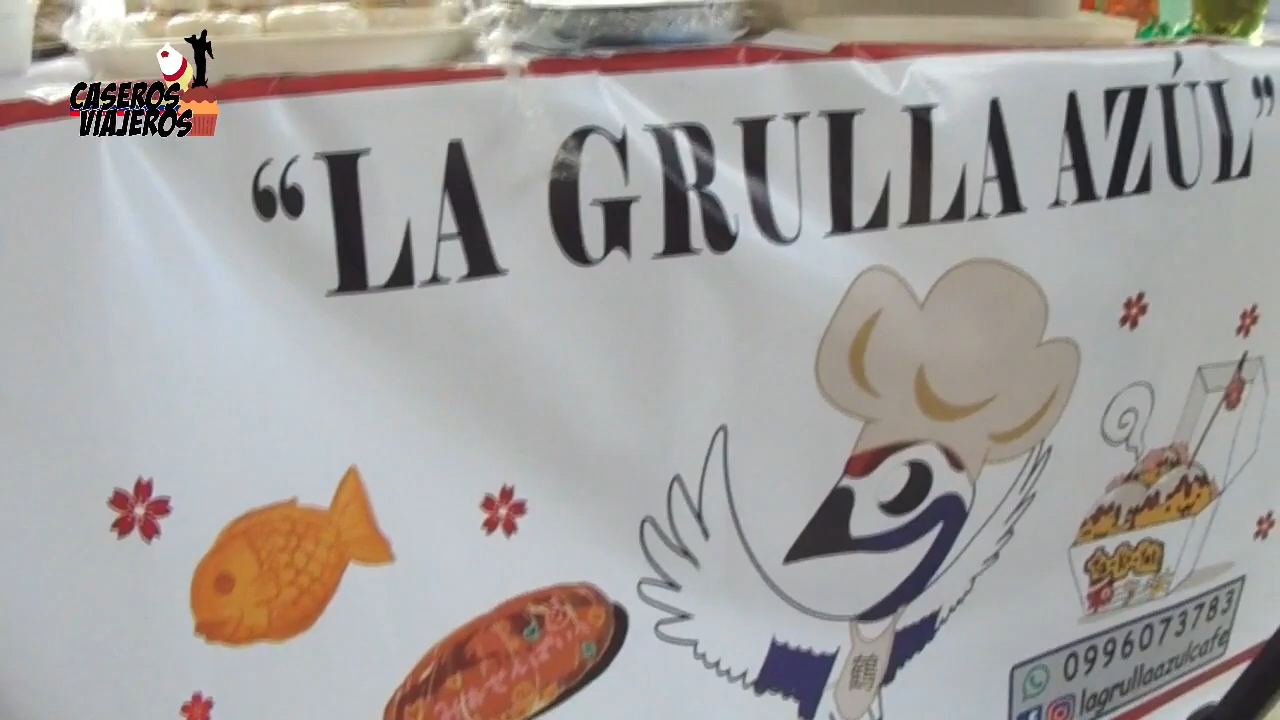 CASEROS
VIAJEROS
“LA GRULLA AZÚL”
鶴
0996073783
lagrullaazulcafe